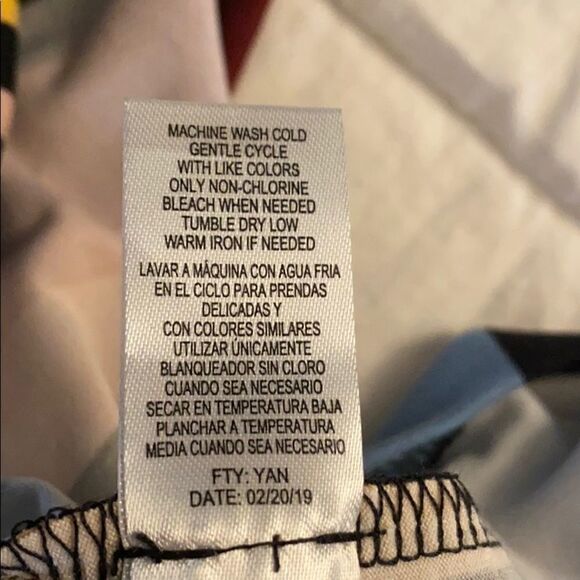 MACHINE WASH COLD
GENTLE CYCLE
WITH LIKE COLORS
ONLY NON-CHLORINE
BLEACH WHEN NEEDED
TUMBLE DRY LOW
WARM IRON IF NEEDED
LAVAR A MÁQUINA CON AGUA FRIA
EN EL CICLO PARA PRENDAS
DELICADAS Y
CON COLORES SIMILARES
UTILIZAR ÚNICAMENTE
BLANQUEADOR SIN CLORO
CUANDO SEA NECESARIO
SECAR EN TEMPERATURA BAJA
PLANCHAR A TEMPERATURA
MEDIA CUANDO SEA NECESARIO
FTY: YAN
DATE: 02/20/19